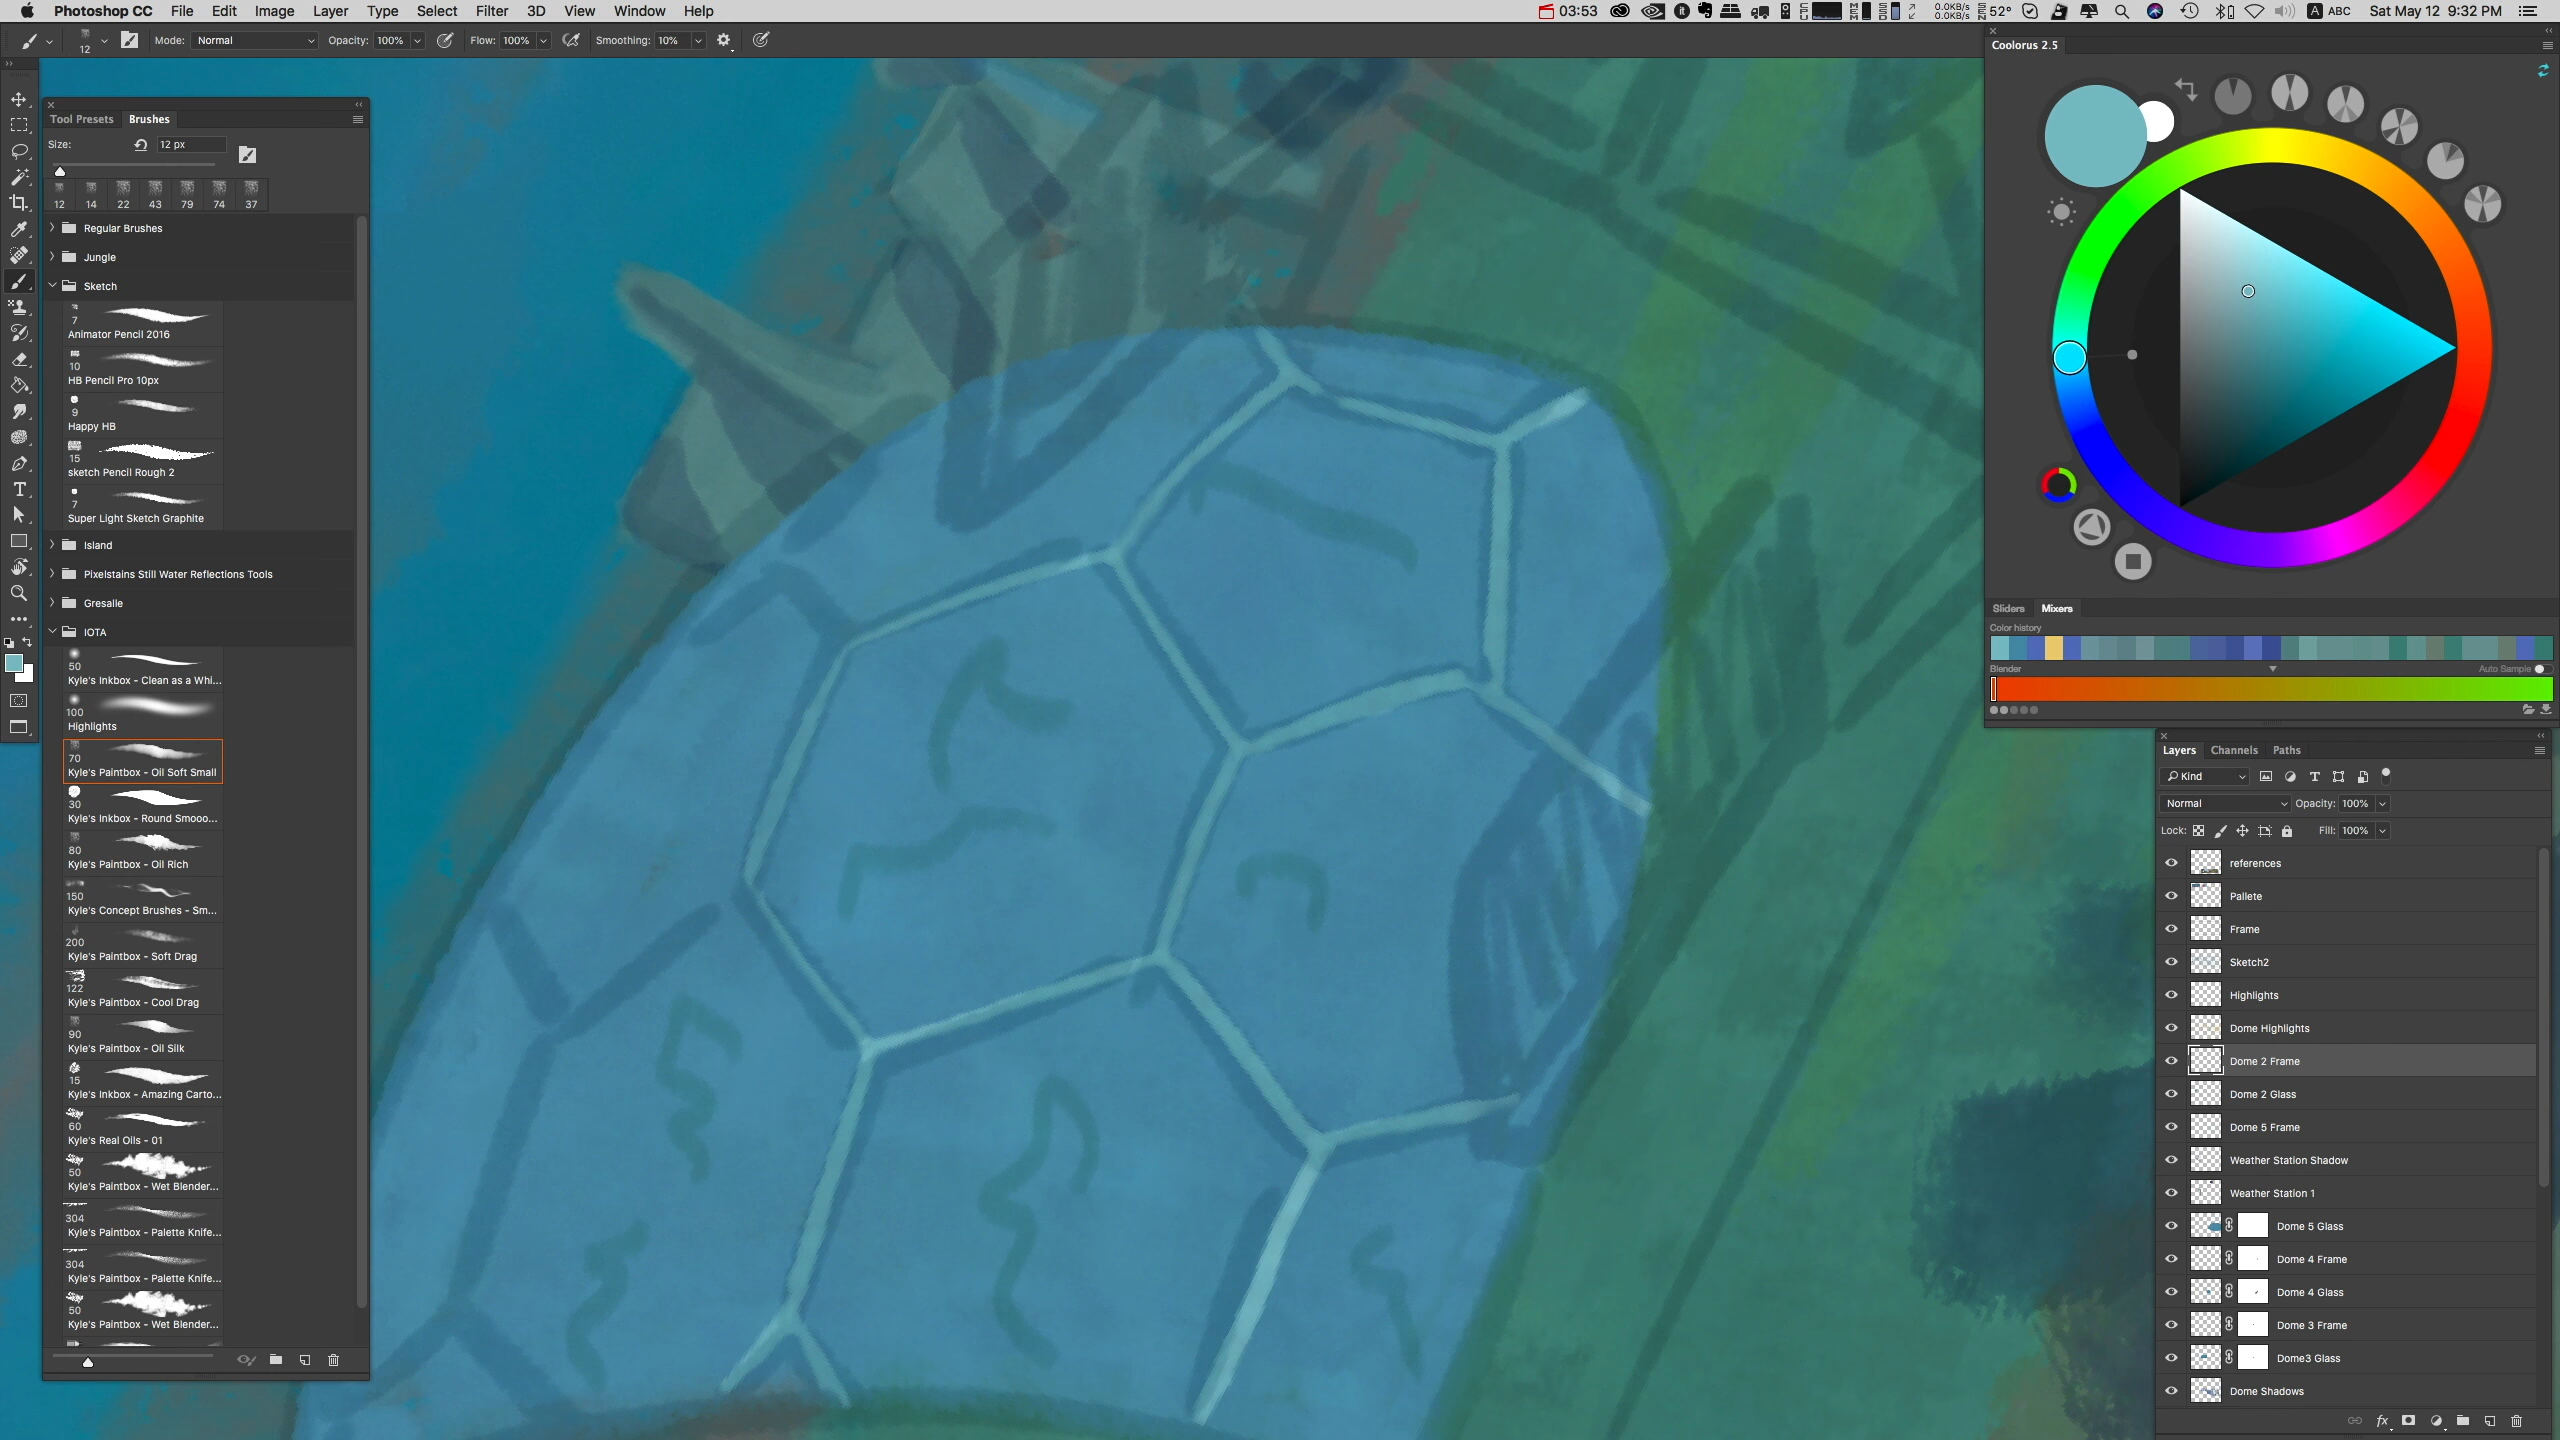 Photoshop CC File Edit Image Layer Type Select Filter 3D View Window Help 03:53 52° ABC Sat May 12 9:32 PM
0.0KB/s
0.0KB/s
12 Mode: Normal Opacity: 100% Flow: 100% Smoothing: 10%
Tool Presets Brushes
Size: 12 px
12 14 22 43 79 74 37
Regular Brushes
Jungle
Sketch
7
Animator Pencil 2016
10
HB Pencil Pro 10px
9
Happy HB
15
sketch Pencil Rough 2
7
Super Light Sketch Graphite
Island
Pixelstains Still Water Reflections Tools
Gresalle
IOTA
50
Kyle's Inkbox - Clean as a Whi...
100
Highlights
70
Kyle's Paintbox - Oil Soft Small
30
Kyle's Inkbox - Round Smooo...
80
Kyle's Paintbox - Oil Rich
150
Kyle's Concept Brushes - Sm...
200
Kyle's Paintbox - Soft Drag
122
Kyle's Paintbox - Cool Drag
90
Kyle's Paintbox - Oil Silk
15
Kyle's Inkbox - Amazing Carto...
60
Kyle's Real Oils - 01
50
Kyle's Paintbox - Wet Blender...
304
Kyle's Paintbox - Palette Knife...
304
Kyle's Paintbox - Palette Knife...
50
Kyle's Paintbox - Wet Blender...
Coolorus 2.5
Sliders Mixers
Color history
Blender Auto Sample
Layers Channels Paths
Kind
Normal Opacity: 100%
Lock: Fill: 100%
references
Pallete
Frame
Sketch2
Highlights
Dome Highlights
Dome 2 Frame
Dome 2 Glass
Dome 5 Frame
Weather Station Shadow
Weather Station 1
Dome 5 Glass
Dome 4 Frame
Dome 4 Glass
Dome 3 Frame
Dome3 Glass
Dome Shadows
fx